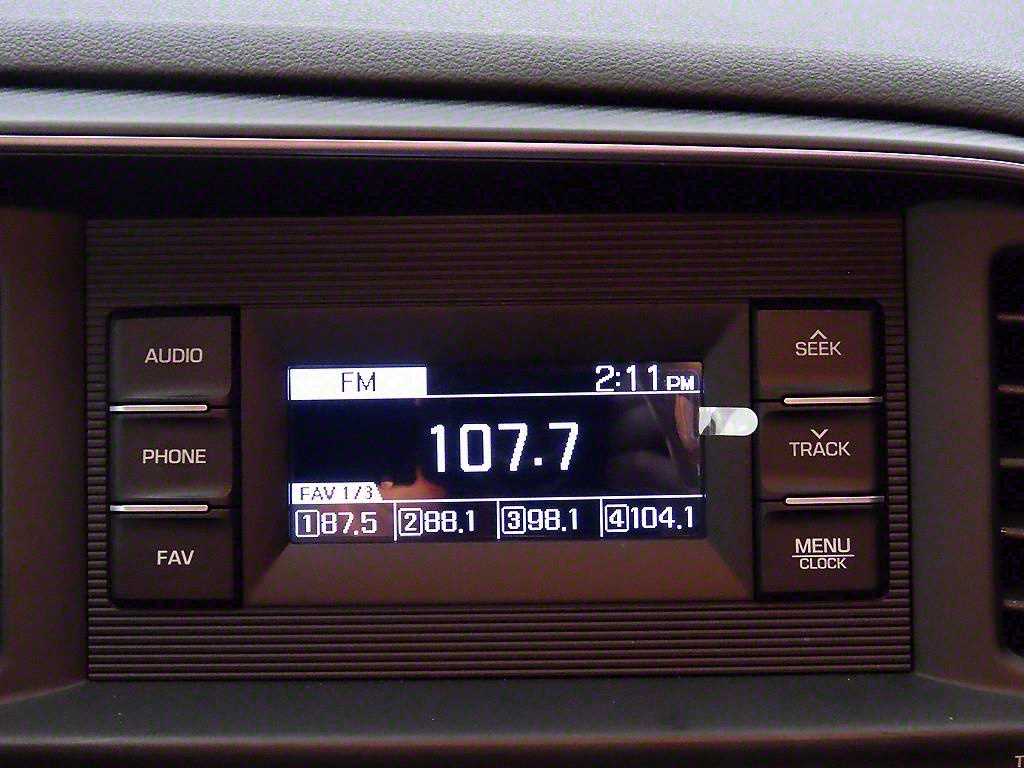 AUDIO
PHONE
FAV
FM 2:11 PM
107.7
FAV 1/3
1 87.5 2 88.1 3 98.1 4 104.1
SEEK
TRACK
MENU
CLOCK